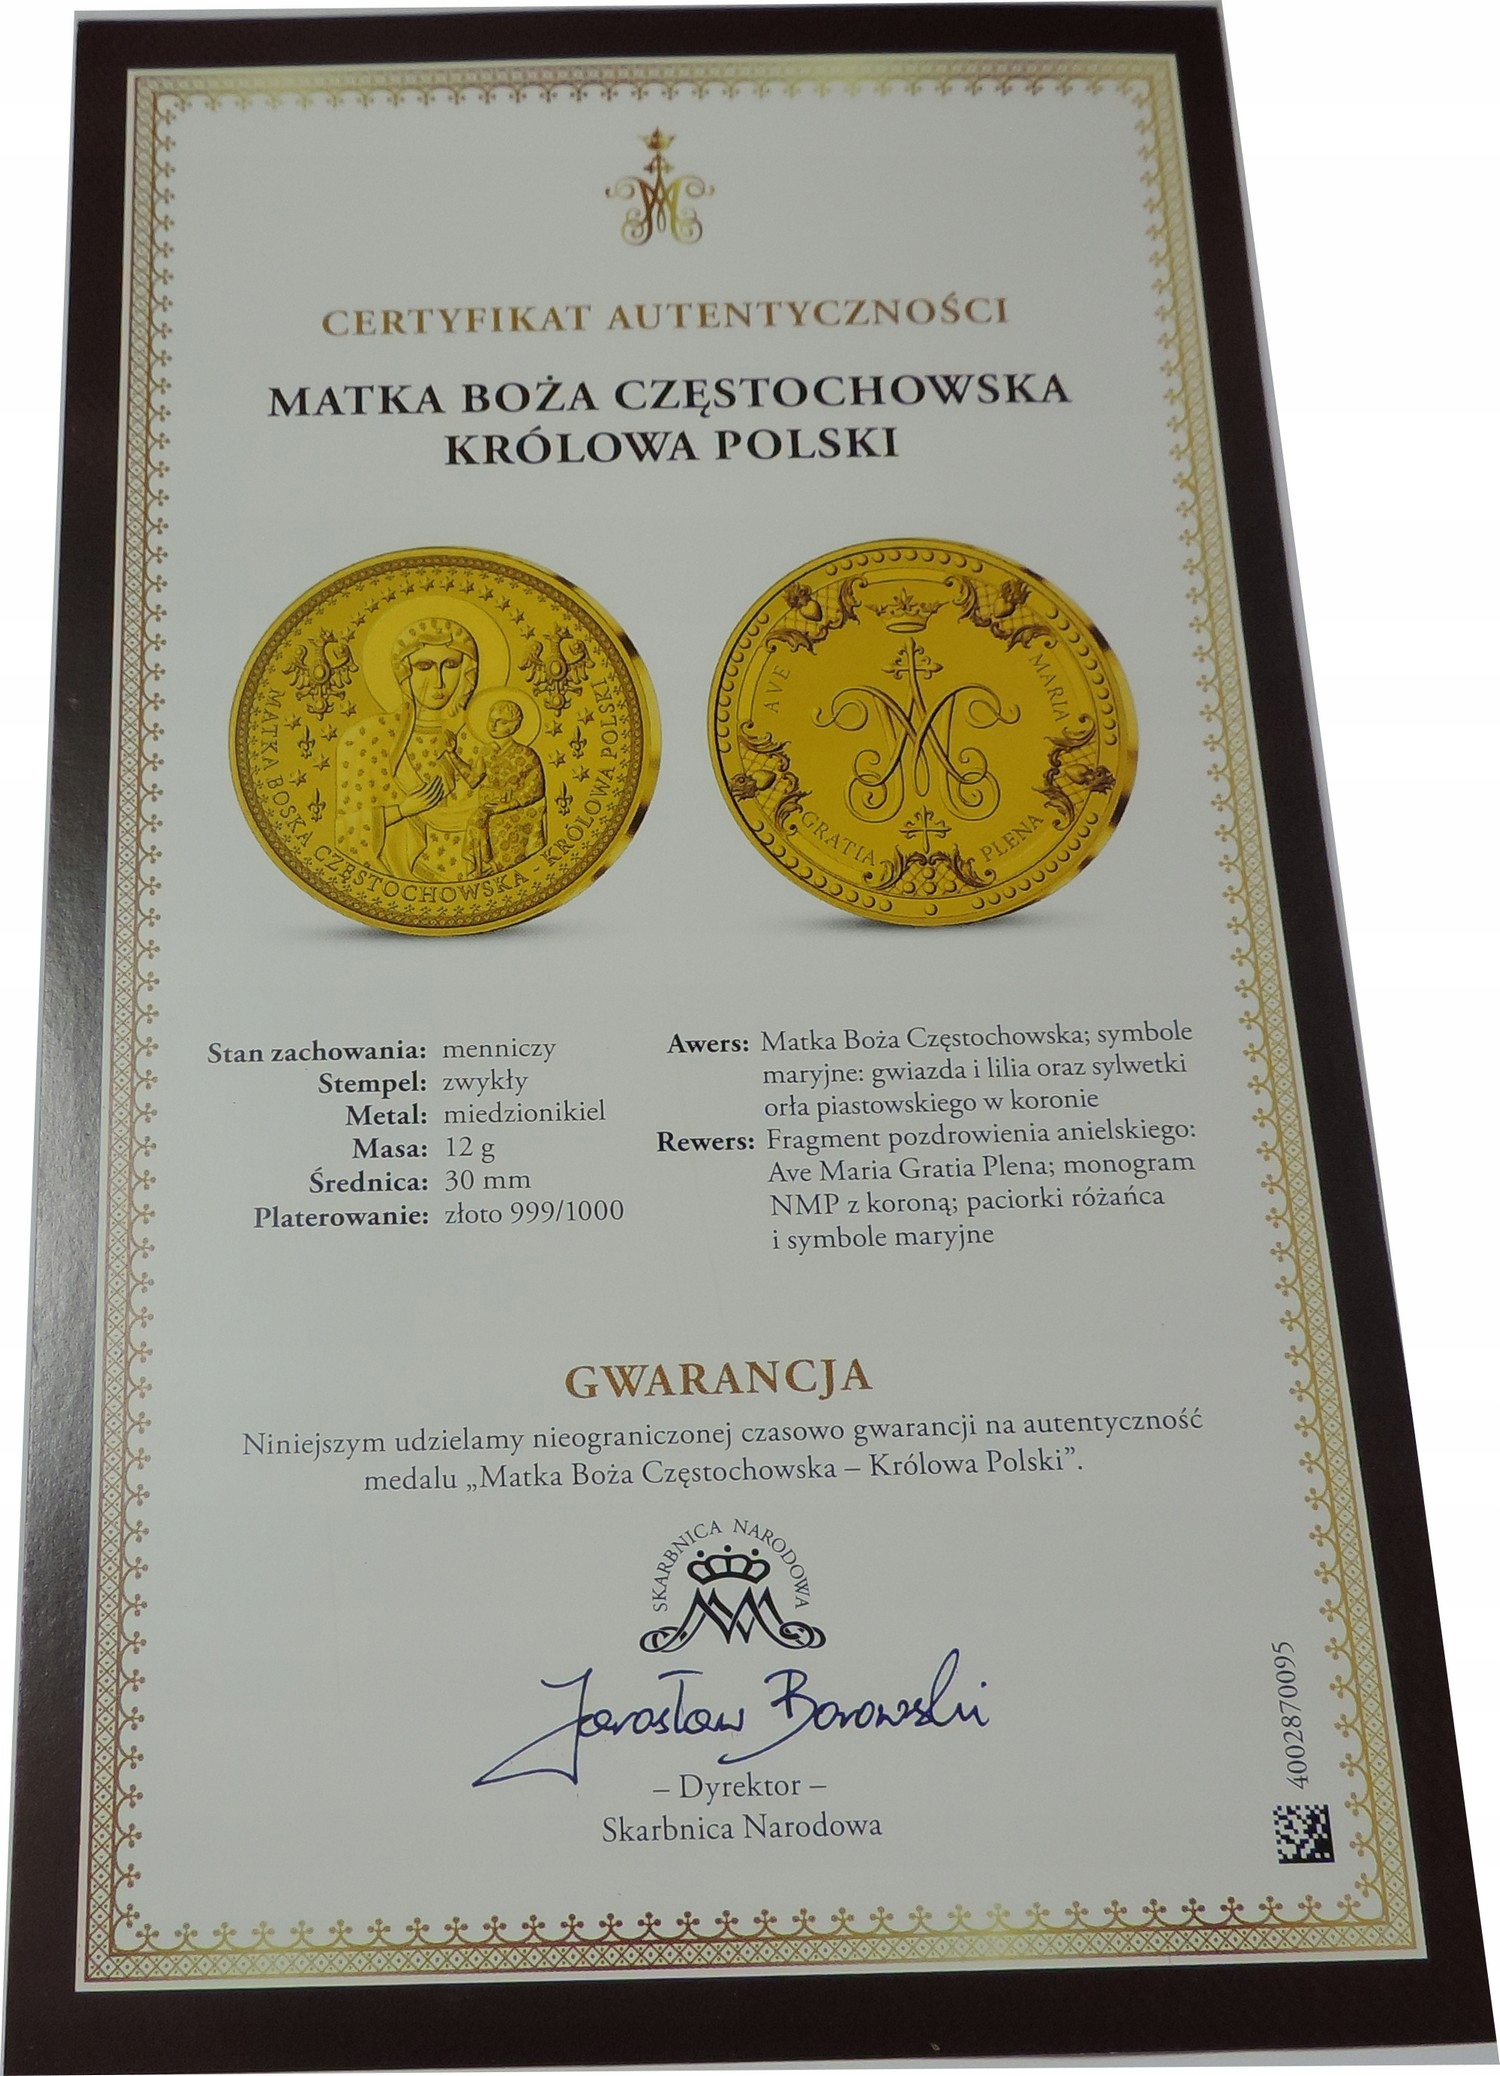 CERTYFIKAT AUTENTYCZNOŚCI
MATKA BOŻA CZĘSTOCHOWSKA
KRÓLOWA POLSKI
MATKA BOSKA CZĘSTOCHOWSKA - KRÓLOWA POLSKI
AVE MARIA
GRATIA PLENA
Stan zachowania: menniczy
Stempel: zwykły
Metal: miedzionikiel
Masa: 12 g
Średnica: 30 mm
Platerowanie: złoto 999/1000
Awers: Matka Boża Częstochowska; symbole
maryjne: gwiazda i lilia oraz sylwetki
orła piastowskiego w koronie
Rewers: Fragment pozdrowienia anielskiego:
Ave Maria Gratia Plena; monogram
NMP z koroną; paciorki różańca
i symbole maryjne
GWARANCJA
Niniejszym udzielamy nieograniczonej czasowo gwarancji na autentyczność
medalu „Matka Boża Częstochowska – Królowa Polski”.
SKARBNICA NARODOWA
Jarosław Borowski
– Dyrektor –
Skarbnica Narodowa
4002870095